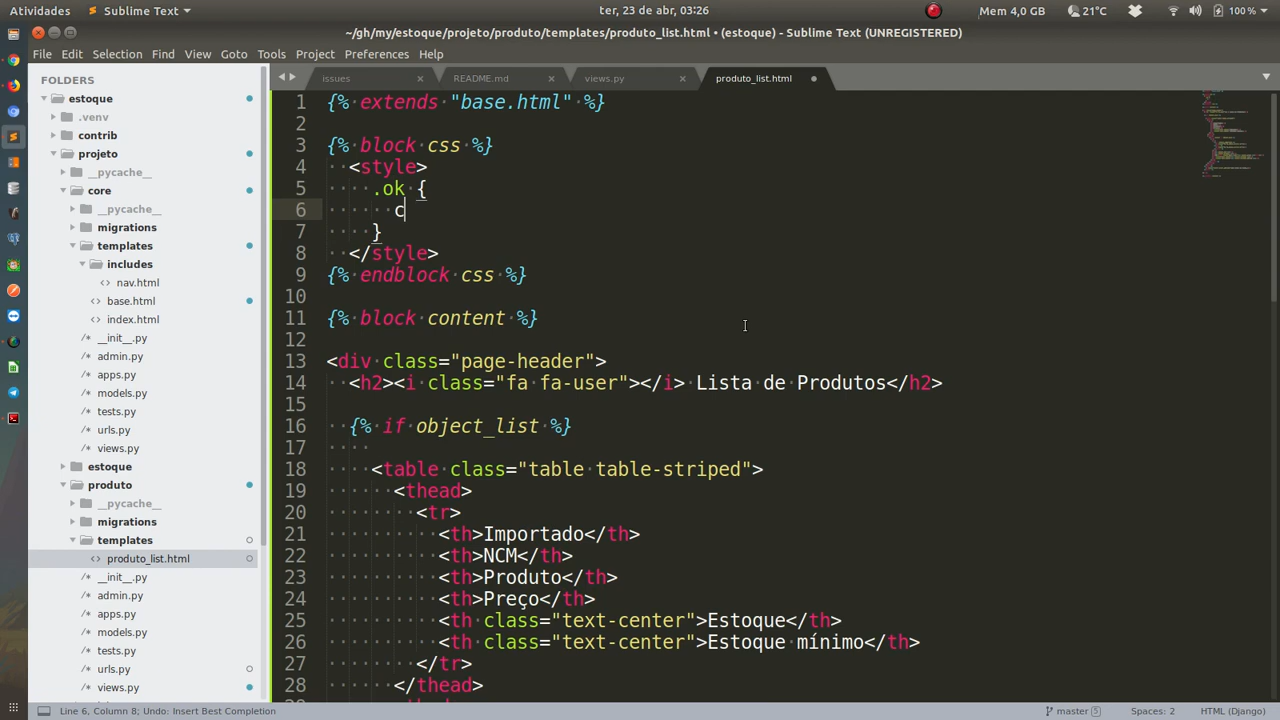 Atividades
Sublime Text
ter, 23 de abr, 03:26
Mem 4,0 GB
21°C
100 %
~/gh/my/estoque/projeto/produto/templates/produto_list.html • (estoque) - Sublime Text (UNREGISTERED)
File Edit Selection Find View Goto Tools Project Preferences Help
FOLDERS
estoque
.venv
contrib
projeto
__pycache__
core
__pycache__
migrations
templates
includes
nav.html
base.html
index.html
__init__.py
admin.py
apps.py
models.py
tests.py
urls.py
views.py
estoque
produto
__pycache__
migrations
templates
produto_list.html
__init__.py
admin.py
apps.py
models.py
tests.py
urls.py
views.py
issues
README.md
views.py
produto_list.html
1 {% extends "base.html" %}
2
3 {% block css %}
4 <style>
5 .ok {
6 c
7 }
8 </style>
9 {% endblock css %}
10
11 {% block content %}
12
13 <div class="page-header">
14 <h2><i class="fa fa-user"></i> Lista de Produtos</h2>
15
16 {% if object_list %}
17
18 <table class="table table-striped">
19 <thead>
20 <tr>
21 <th>Importado</th>
22 <th>NCM</th>
23 <th>Produto</th>
24 <th>Preço</th>
25 <th class="text-center">Estoque</th>
26 <th class="text-center">Estoque mínimo</th>
27 </tr>
28 </thead>
Line 6, Column 8; Undo: Insert Best Completion
master 5
Spaces: 2
HTML (Django)